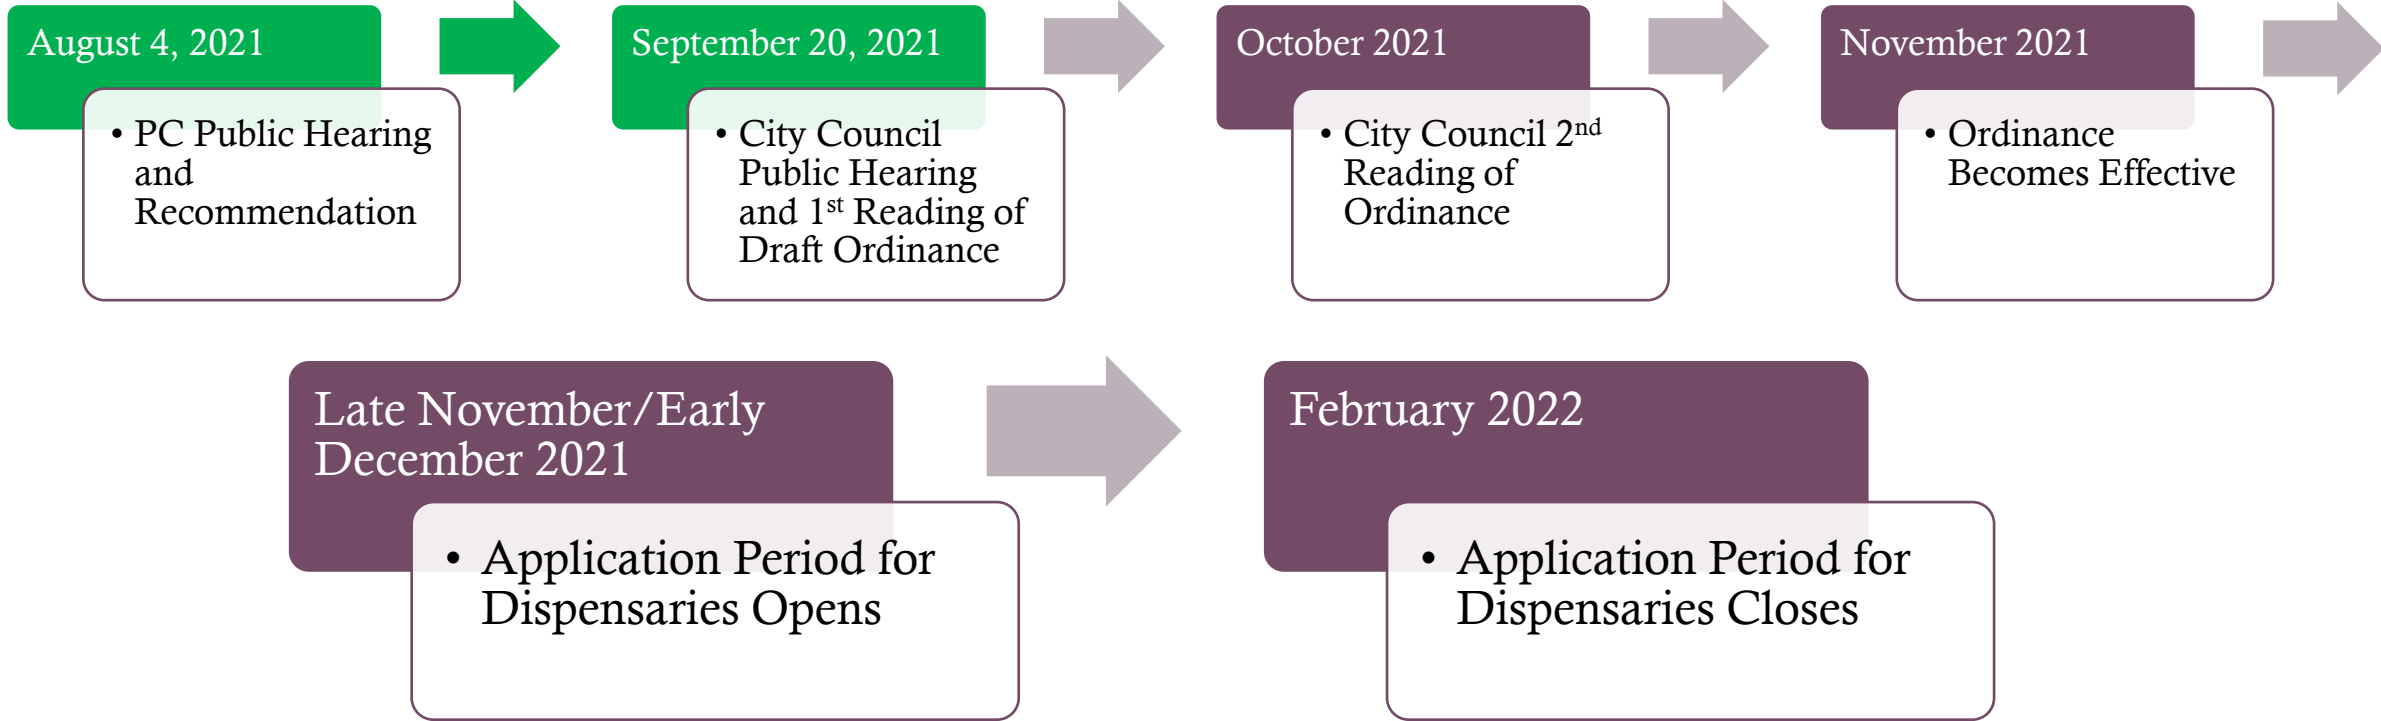 August 4, 2021
• PC Public Hearing
and
Recommendation
September 20, 2021
• City Council
Public Hearing
and 1st Reading of
Draft Ordinance
October 2021
• City Council 2nd
Reading of
Ordinance
November 2021
• Ordinance
Becomes Effective
Late November/Early
December 2021
• Application Period for
Dispensaries Opens
February 2022
• Application Period for
Dispensaries Closes